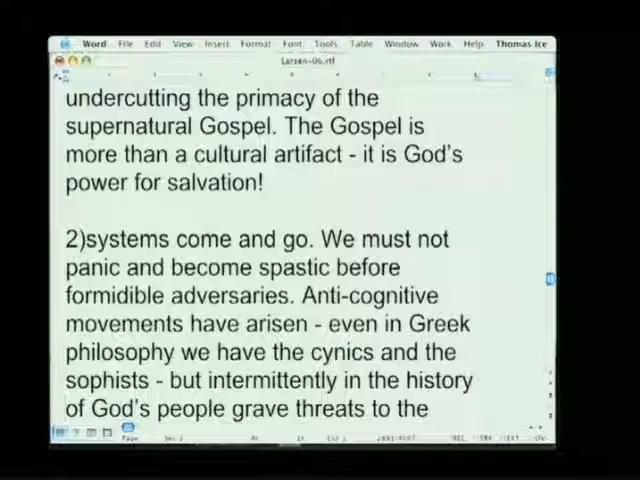 Word File Edit View Insert Format Font Tools Table Window Work Help Thomas Ice
Larsen-06.rtf
undercutting the primacy of the
supernatural Gospel. The Gospel is
more than a cultural artifact - it is God's
power for salvation!
2)systems come and go. We must not
panic and become spastic before
formidible adversaries. Anti-cognitive
movements have arisen - even in Greek
philosophy we have the cynics and the
sophists - but intermittently in the history
of God's people grave threats to the
Page Sec